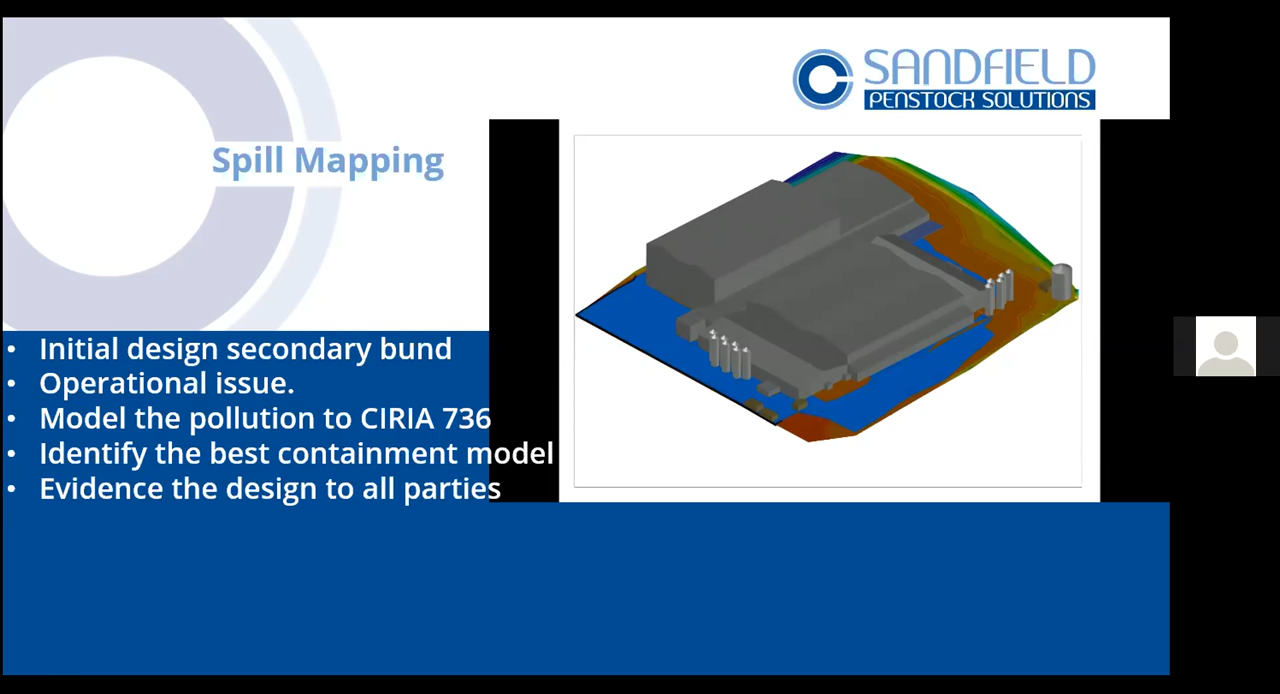 SANDFIELD
PENSTOCK SOLUTIONS
Spill Mapping
• Initial design secondary bund
• Operational issue.
• Model the pollution to CIRIA 736
• Identify the best containment model
• Evidence the design to all parties